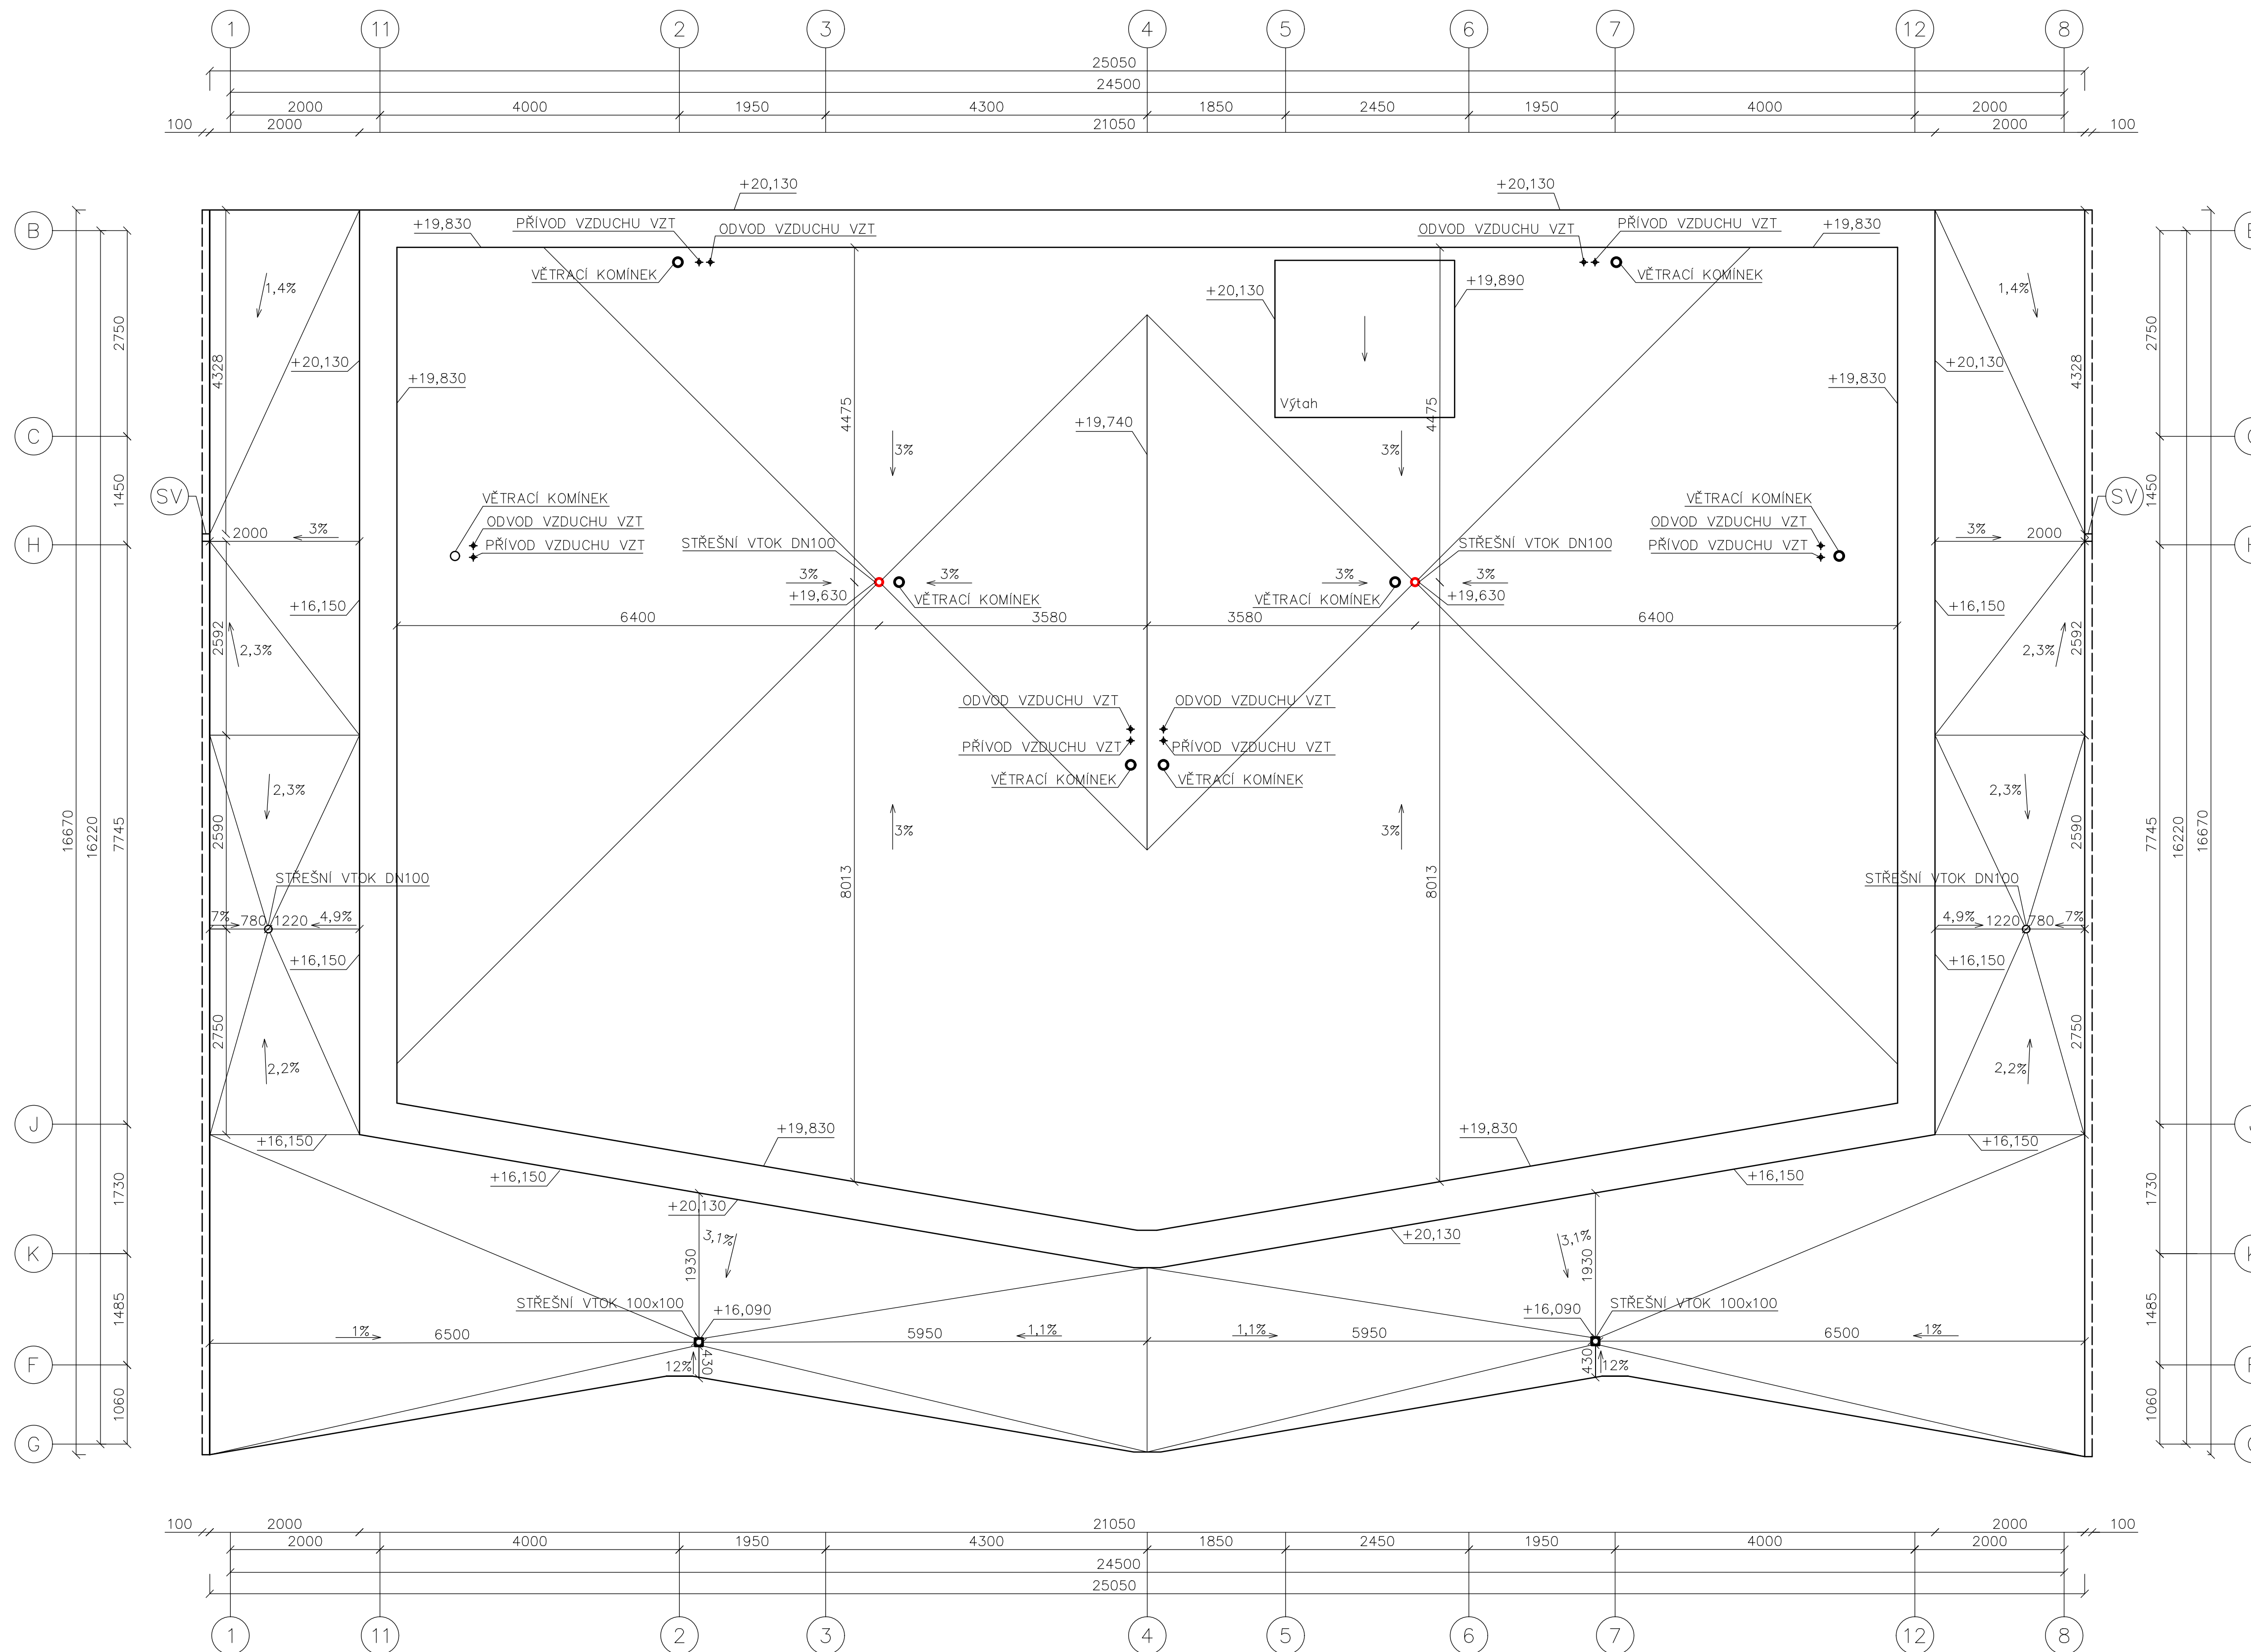 1 11 2 3 4 5 6 7 12 8
25050
24500
2000 4000 1950 4300 1850 2450 1950 4000 2000
100 2000 21050 2000 100
+20,130 +20,130
B +19,830 PŘÍVOD VZDUCHU VZT ODVOD VZDUCHU VZT ODVOD VZDUCHU VZT PŘÍVOD VZDUCHU VZT +19,830
VĚTRACÍ KOMÍNEK VĚTRACÍ KOMÍNEK
1,4% +20,130 +19,890 1,4%
2750 4328 +20,130 +19,830 4475 4475 +19,830 +20,130 4328 2750
Výtah
C +19,740
3% 3%
1450 SV VĚTRACÍ KOMÍNEK VĚTRACÍ KOMÍNEK SV 1450
ODVOD VZDUCHU VZT ODVOD VZDUCHU VZT
H 2000 3% PŘÍVOD VZDUCHU VZT STŘEŠNÍ VTOK DN100 STŘEŠNÍ VTOK DN100 PŘÍVOD VZDUCHU VZT 3% 2000
3% 3% 3% 3%
+16,150 +19,630 VĚTRACÍ KOMÍNEK VĚTRACÍ KOMÍNEK +19,630 +16,150
6400 3580 3580 6400
2592 2,3% 2,3% 2592
ODVOD VZDUCHU VZT ODVOD VZDUCHU VZT
PŘÍVOD VZDUCHU VZT PŘÍVOD VZDUCHU VZT
VĚTRACÍ KOMÍNEK VĚTRACÍ KOMÍNEK
2,3% 2,3%
16670 16220 7745 2590 3% 3% 2590 7745 16220 16670
STŘEŠNÍ VTOK DN100 8013 8013 STŘEŠNÍ VTOK DN100
7% 780 1220 4,9% 4,9% 1220 780 7%
+16,150 +16,150
2750 2750
2,2% 2,2%
J +16,150 +19,830 +19,830 +16,150
+16,150 +16,150
1730 +20,130 +20,130 1730
K 3,1% 1930 1930 3,1%
1485 STŘEŠNÍ VTOK 100x100 +16,090 +16,090 STŘEŠNÍ VTOK 100x100 1485
1% 6500 5950 1,1% 1,1% 5950 6500 1%
F 12% 430 430 12%
1060 1060
G
100 2000 21050 2000 100
2000 4000 1950 4300 1850 2450 1950 4000 2000
24500
25050
1 11 2 3 4 5 6 7 12 8